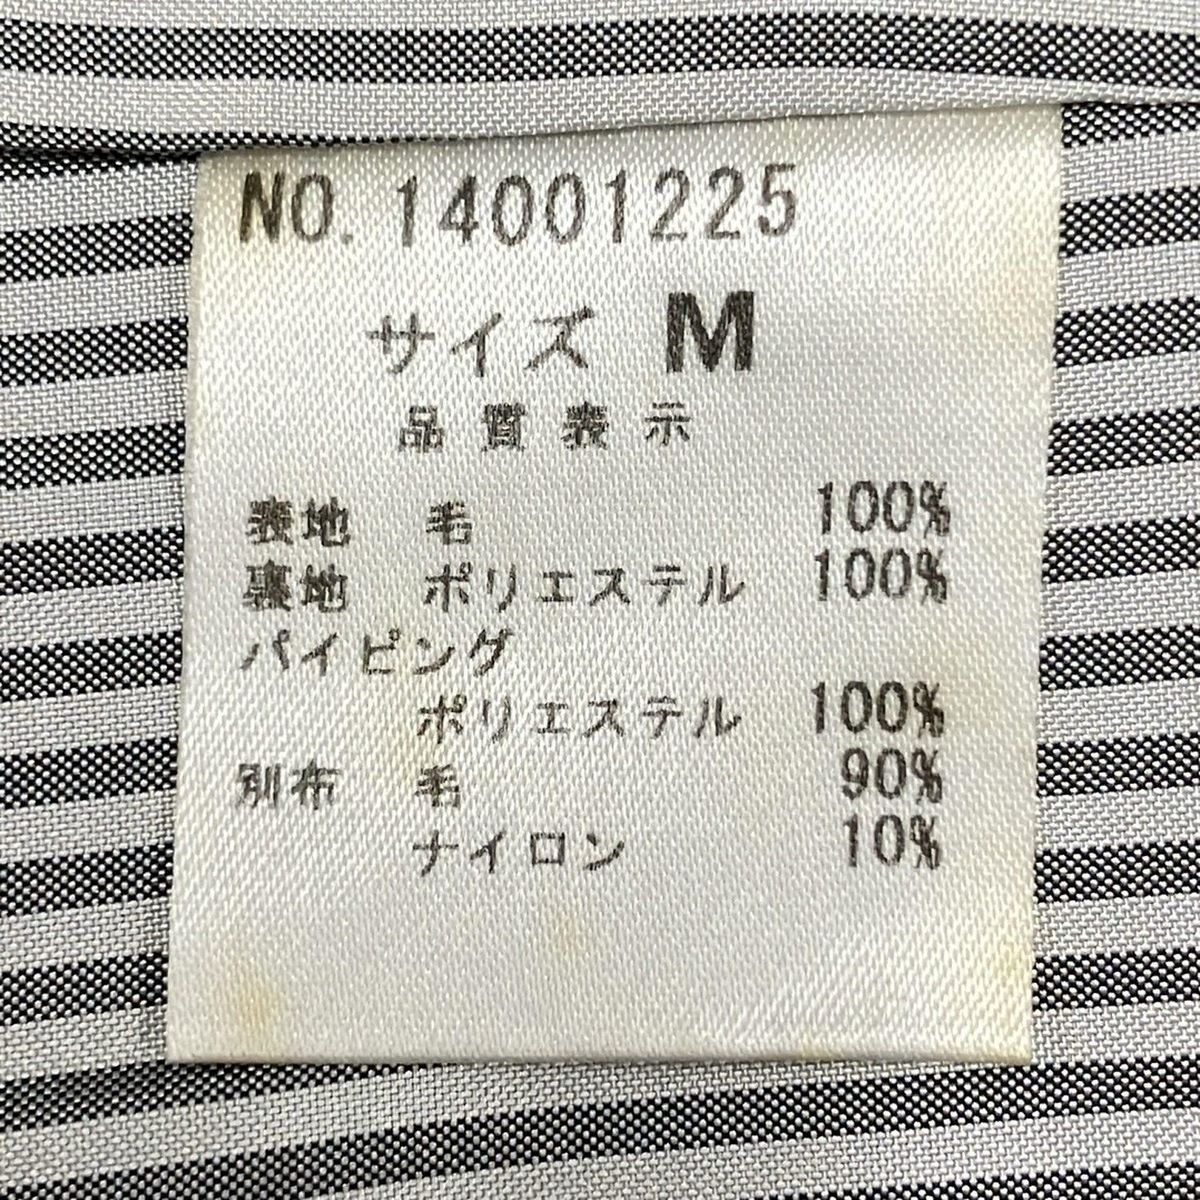 NO. 14001225
サイズ M
品質表示
表地 毛 100%
裏地 ポリエステル 100%
パイピング
ポリエステル 100%
別布 毛 90%
ナイロン 10%